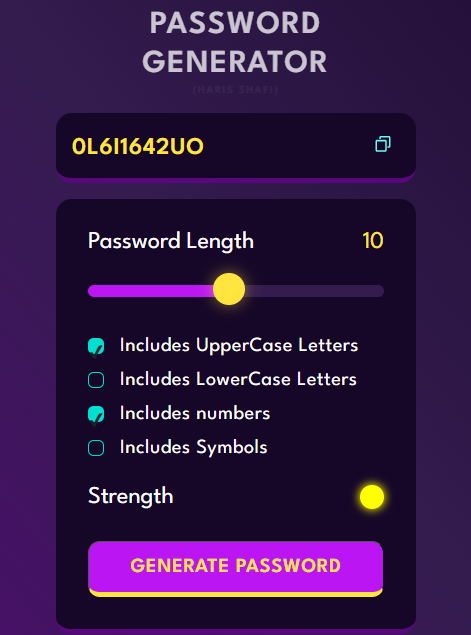 PASSWORD
GENERATOR
(HARIS SHAFI)
0L6I1642UO
Password Length 10
Includes UpperCase Letters
Includes LowerCase Letters
Includes numbers
Includes Symbols
Strength
GENERATE PASSWORD